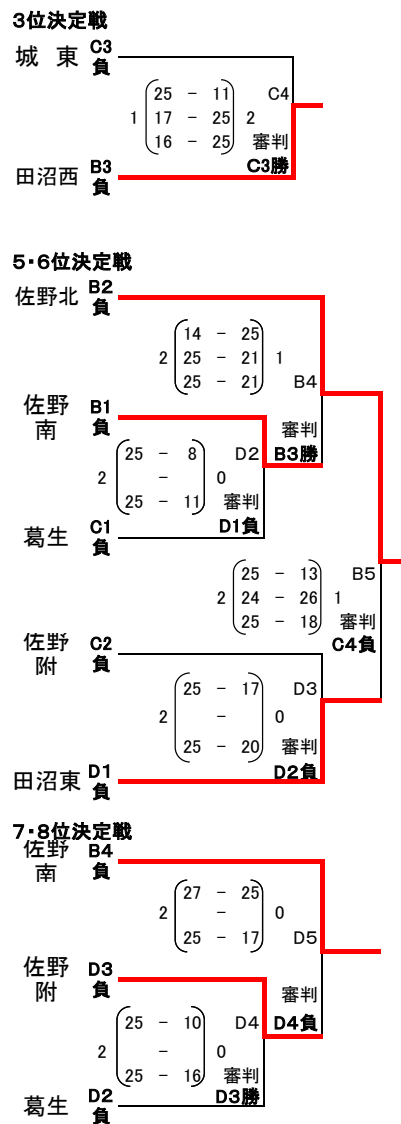 3位決定戦
城 東 C3
負
25 - 11 C4
1 17 - 25 2
16 - 25 審判
C3勝
田沼西 B3
負
5・6位決定戦
佐野北 B2
負
14 - 25
2 25 - 21 1
25 - 21 B4
佐野 B1
南 負
審判
25 - 8 D2 B3勝
2 - 0
25 - 11 審判
D1負
葛生 C1
負
25 - 13 B5
2 24 - 26 1
25 - 18 審判
C4負
佐野 C2
附 負
25 - 17 D3
2 - 0
25 - 20 審判
D2負
田沼東 D1
負
7・8位決定戦
佐野 B4
南 負
27 - 25
2 - 0
25 - 17 D5
佐野 D3
附 負
審判
25 - 10 D4 D4負
2 - 0
25 - 16 審判
D3勝
葛生 D2
負